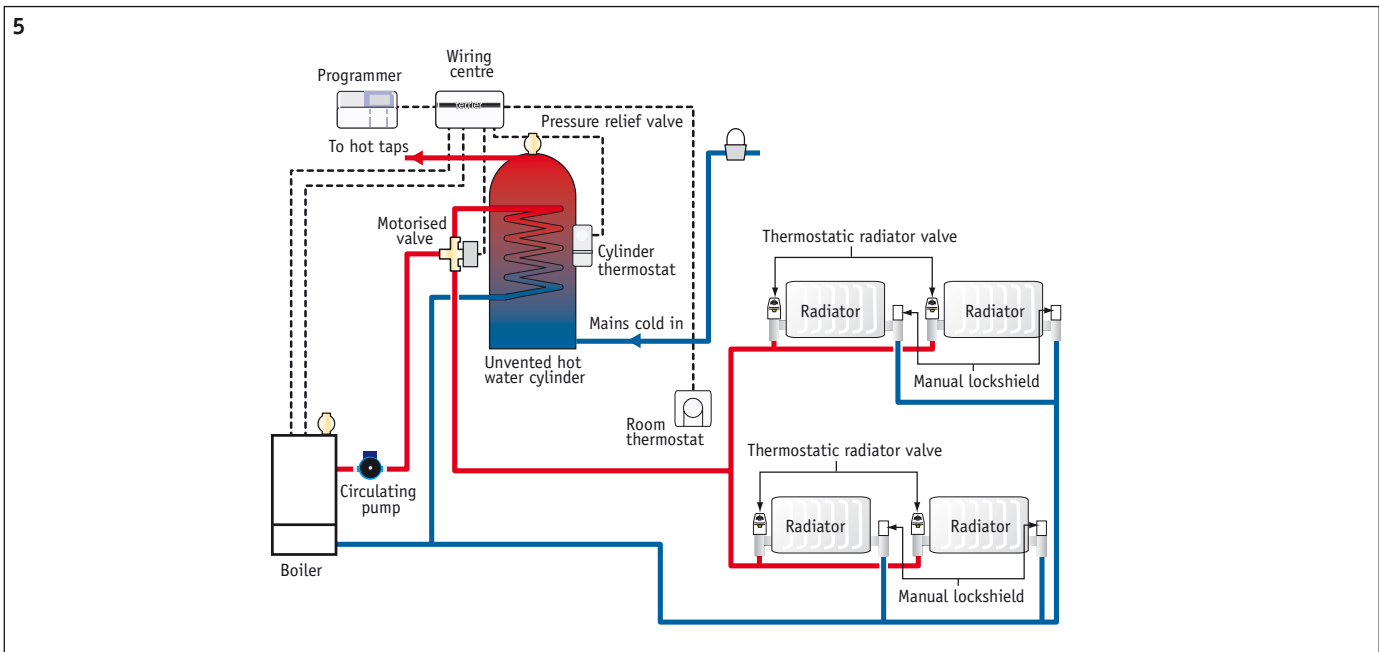 5
Wiring
centre
Programmer
terrier
Pressure relief valve
To hot taps
Motorised
valve
Cylinder
thermostat
Thermostatic radiator valve
Radiator
Radiator
Mains cold in
Unvented hot
water cylinder
Manual lockshield
Room
thermostat
Thermostatic radiator valve
Circulating
pump
Radiator
Radiator
Boiler
Manual lockshield